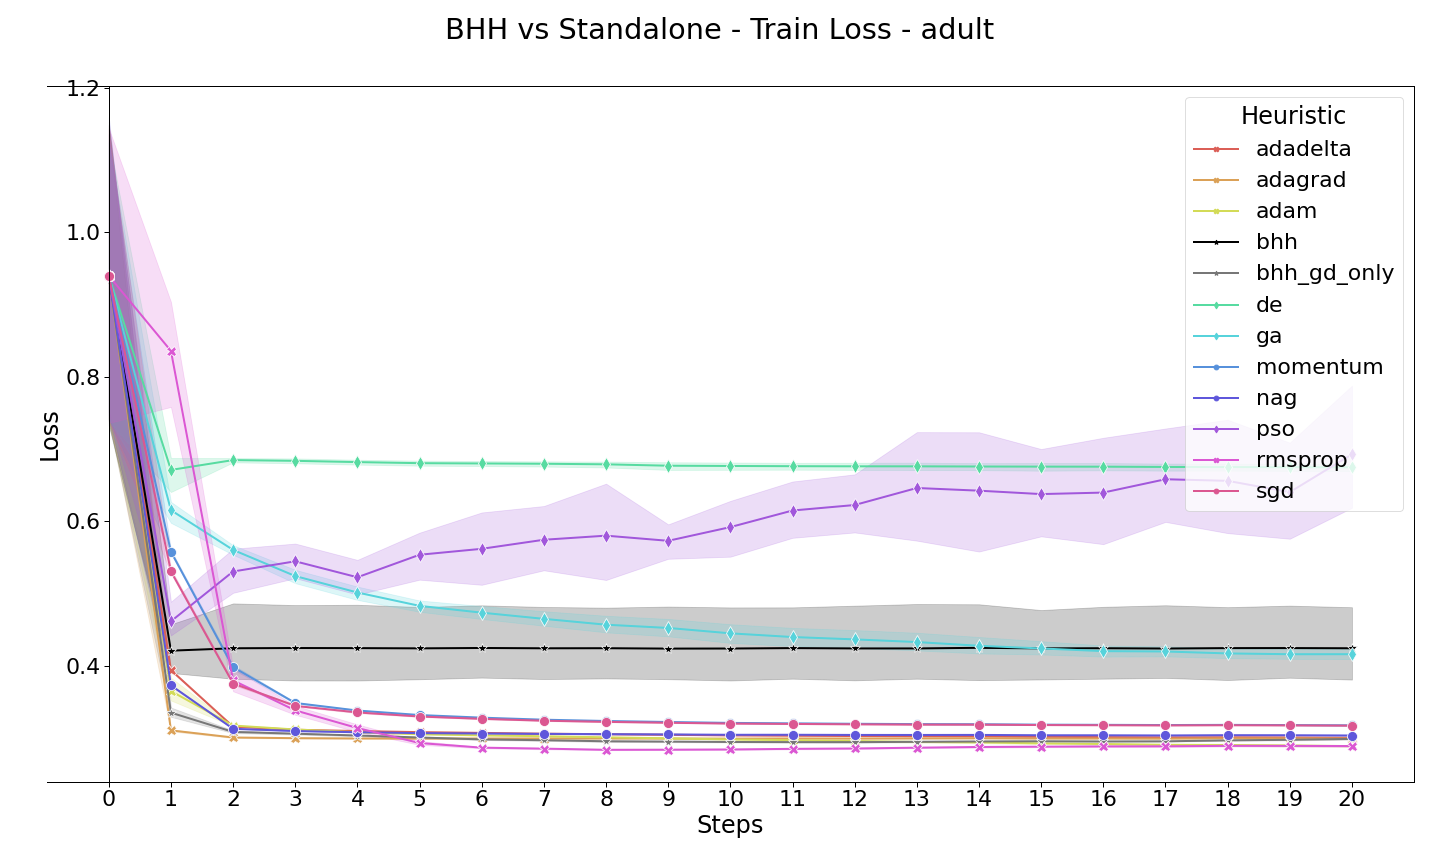 BHH vs Standalone - Train Loss - adult
1.2
1.0
0.8
0.6
0.4
Loss
0 1 2 3 4 5 6 7 8 9 10 11 12 13 14 15 16 17 18 19 20
Steps
Heuristic
adadelta
adagrad
adam
bhh
bhh_gd_only
de
ga
momentum
nag
pso
rmsprop
sgd